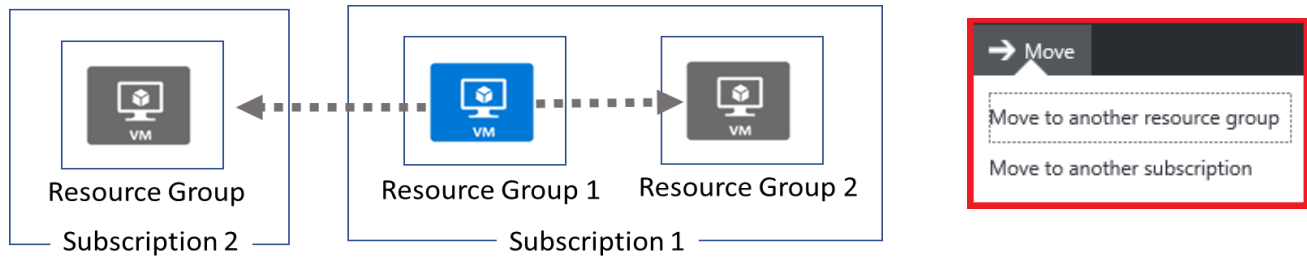 VM
Resource Group
Subscription 2
VM
Resource Group 1
VM
Resource Group 2
Subscription 1
Move
Move to another resource group
Move to another subscription